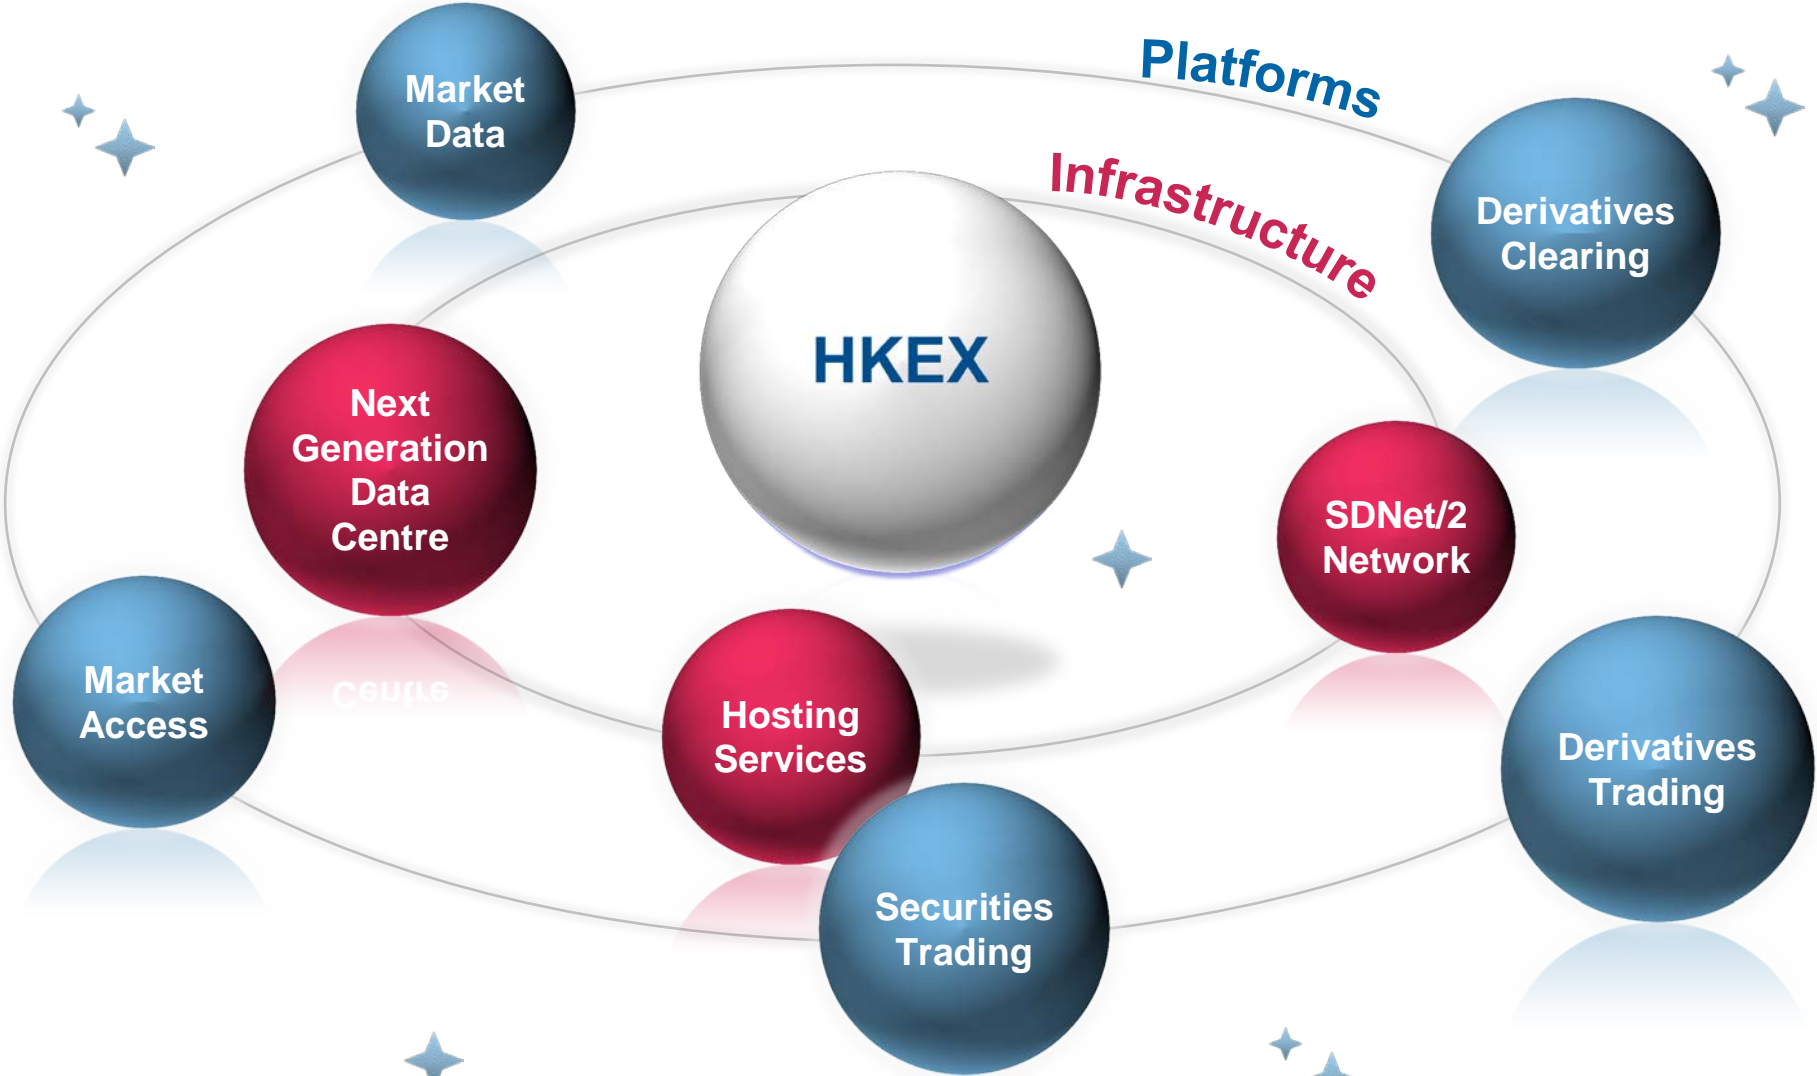 Platforms
Infrastructure
Market
Data
Derivatives
Clearing
HKEX
Next
Generation
Data
Centre
SDNet/2
Network
Market
Access
Hosting
Services
Derivatives
Trading
Securities
Trading